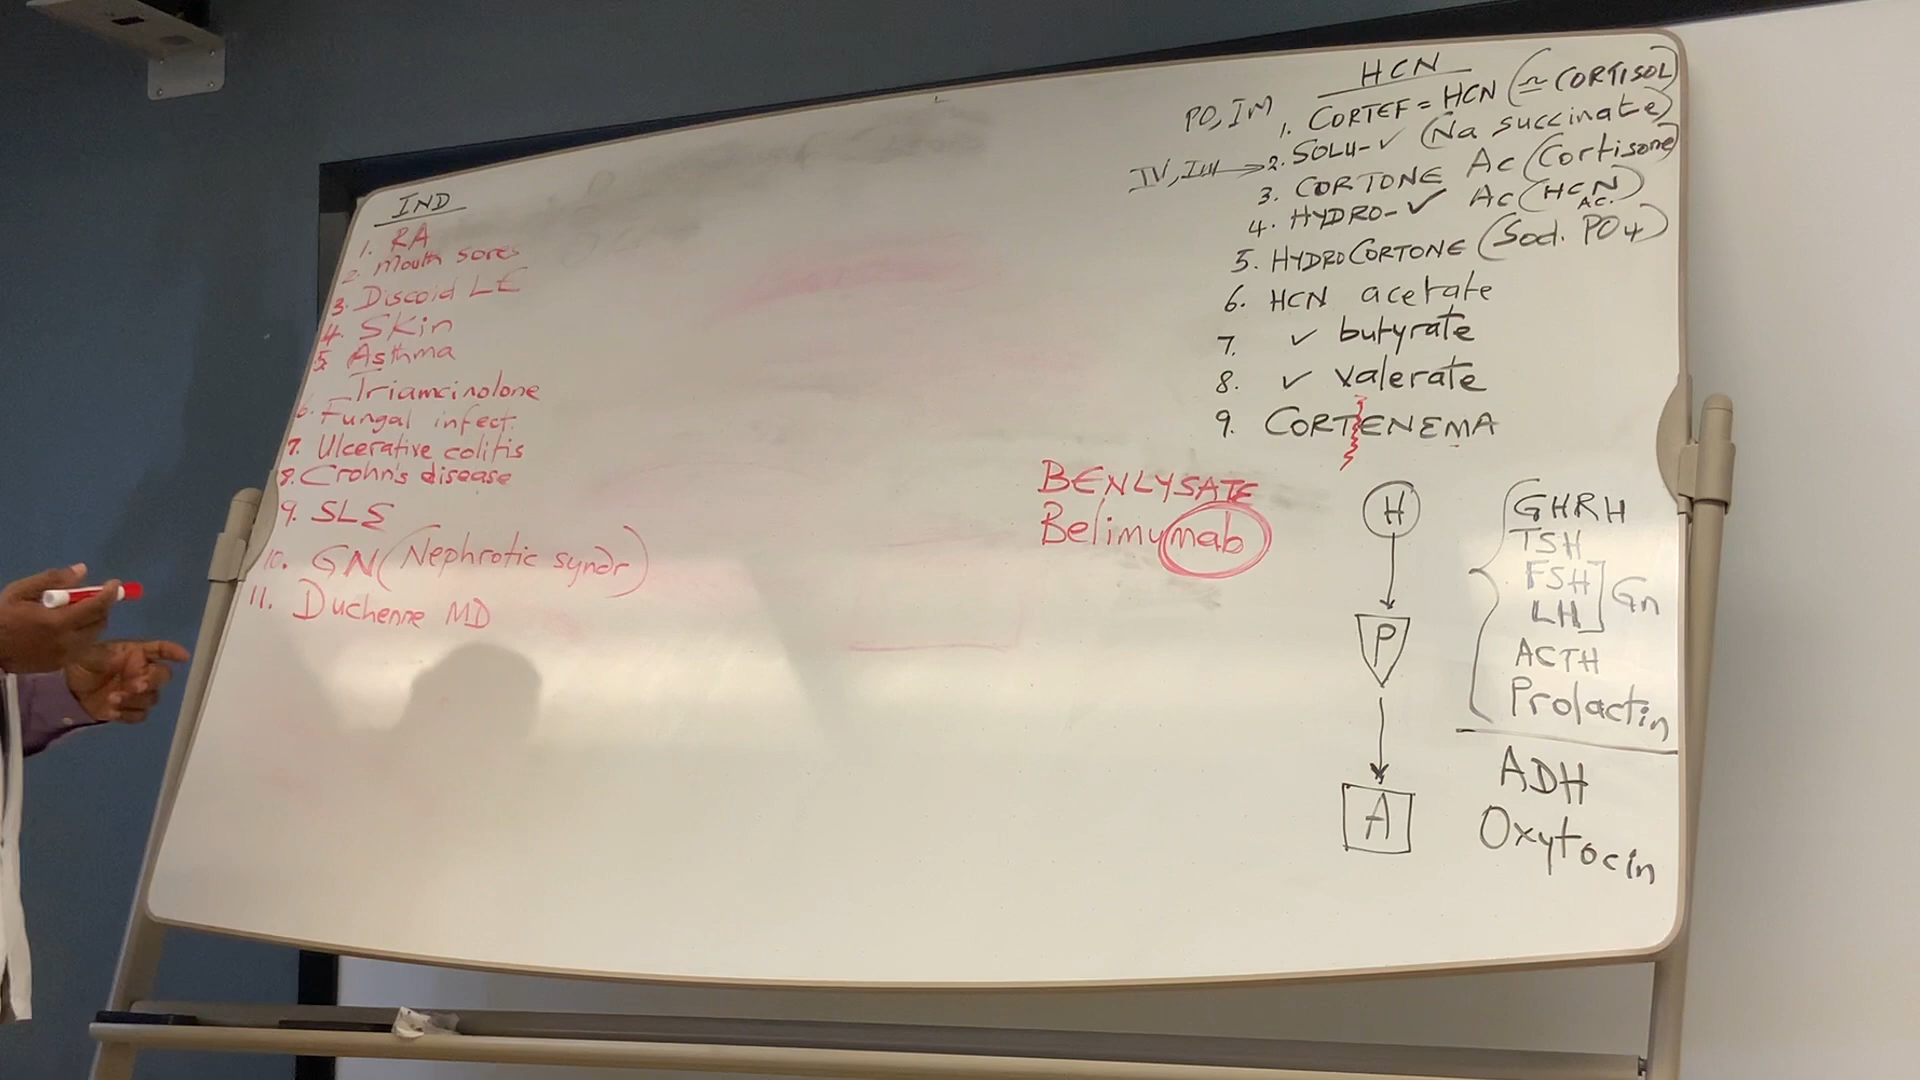 IND
1. RA
2. Mouth sores
3. Discoid LE
4. Skin
5 Asthma
Triamcinolone
6. Fungal infect.
7. Ulcerative colitis
8. Crohn's disease
9. SLE
10. GN (Nephrotic syndr)
11. Duchenne MD
HCN
PO, IM 1. CORTEF = HCN (≃ CORTISOL)
IV, IM → 2. SOLU- ✓ (Na succinate)
3. CORTONE Ac (Cortisone)
4. HYDRO- ✓ Ac (HCN Ac.)
5. HYDROCORTONE (Sod. PO4)
6. HCN acetate
7. ✓ butyrate
8. ✓ Valerate
9. CORTENEMA
BENLYSATE
Belimumab
H
P
A
GHRH
TSH
FSH
LH
Gn
ACTH
Prolactin
ADH
Oxytocin